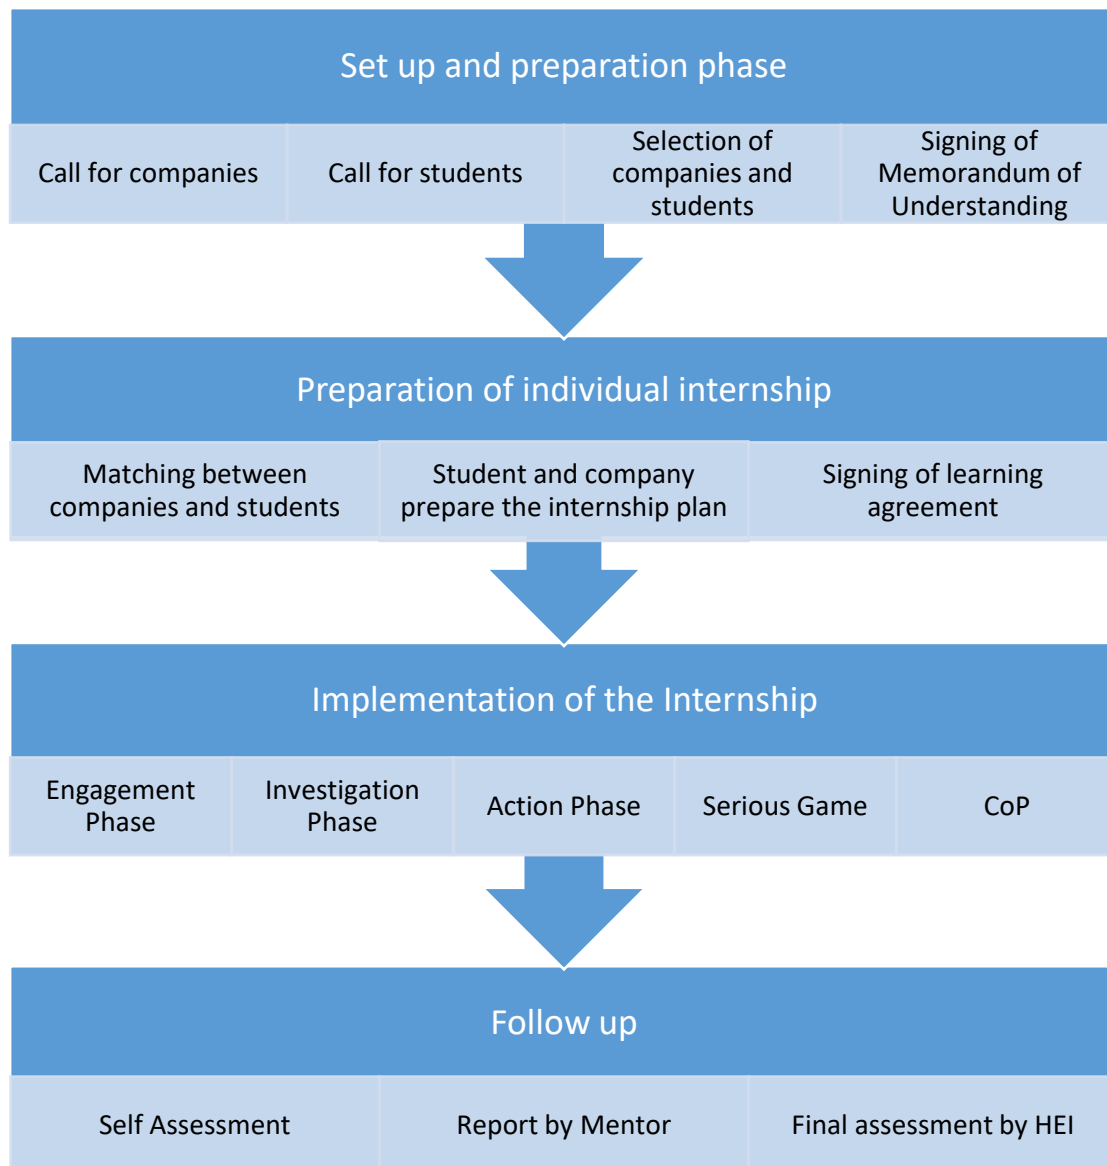 Set up and preparation phase
Call for companies
Call for students
Selection of
companies and
students
Signing of
Memorandum of
Understanding
Preparation of individual internship
Matching between
companies and students
Student and company
prepare the internship plan
Signing of learning
agreement
Implementation of the Internship
Engagement
Phase
Investigation
Phase
Action Phase
Serious Game
CoP
Follow up
Self Assessment
Report by Mentor
Final assessment by HEI